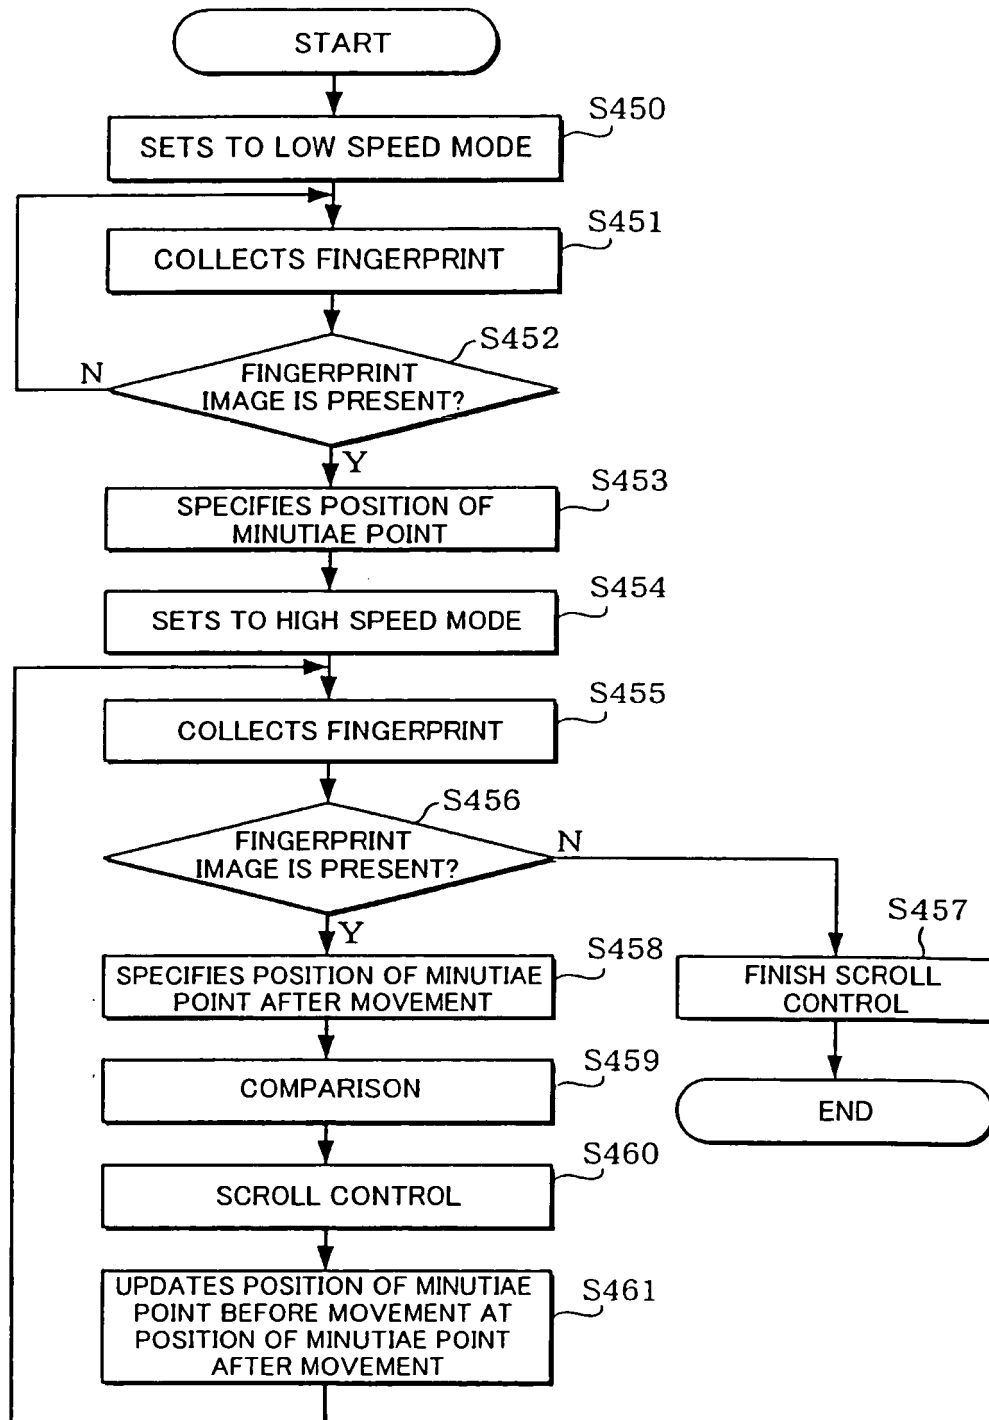 START
S450
SETS TO LOW SPEED MODE
S451
COLLECTS FINGERPRINT
S452
N
FINGERPRINT
IMAGE IS PRESENT?
Y
S453
SPECIFIES POSITION OF
MINUTIAE POINT
S454
SETS TO HIGH SPEED MODE
S455
COLLECTS FINGERPRINT
S456
FINGERPRINT
IMAGE IS PRESENT?
N
Y
S457
FINISH SCROLL
CONTROL
END
S458
SPECIFIES POSITION OF MINUTIAE
POINT AFTER MOVEMENT
S459
COMPARISON
S460
SCROLL CONTROL
S461
UPDATES POSITION OF MINUTIAE
POINT BEFORE MOVEMENT AT
POSITION OF MINUTIAE POINT
AFTER MOVEMENT